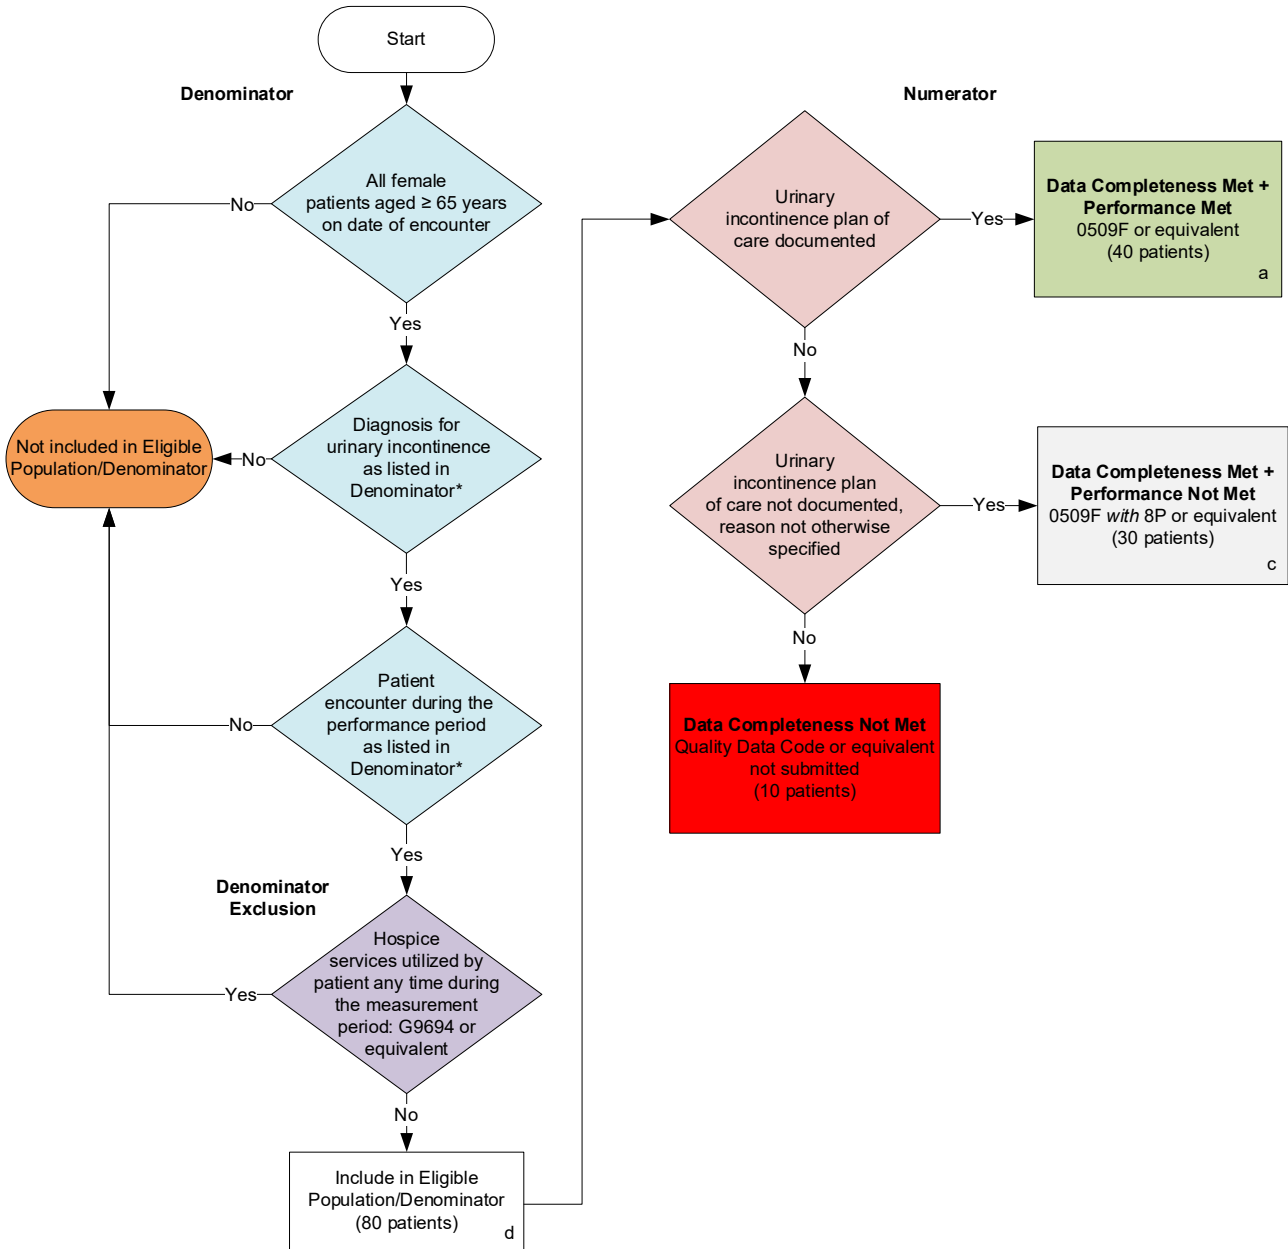 Start
Denominator
All female
patients aged ≥ 65 years
on date of encounter
No
Yes
Diagnosis for
urinary incontinence
as listed in
Denominator*
No
Not included in Eligible
Population/Denominator
Yes
Patient
encounter during the
performance period
as listed in
Denominator*
No
Yes
Denominator
Exclusion
Hospice
services utilized by
patient any time during
the measurement
period: G9694 or
equivalent
Yes
No
Include in Eligible
Population/Denominator
(80 patients)
d
Numerator
Urinary
incontinence plan of
care documented
Yes
Data Completeness Met +
Performance Met
0509F or equivalent
(40 patients)
a
No
Urinary
incontinence plan
of care not documented,
reason not otherwise
specified
Yes
Data Completeness Met +
Performance Not Met
0509F with 8P or equivalent
(30 patients)
c
No
Data Completeness Not Met
Quality Data Code or equivalent
not submitted
(10 patients)